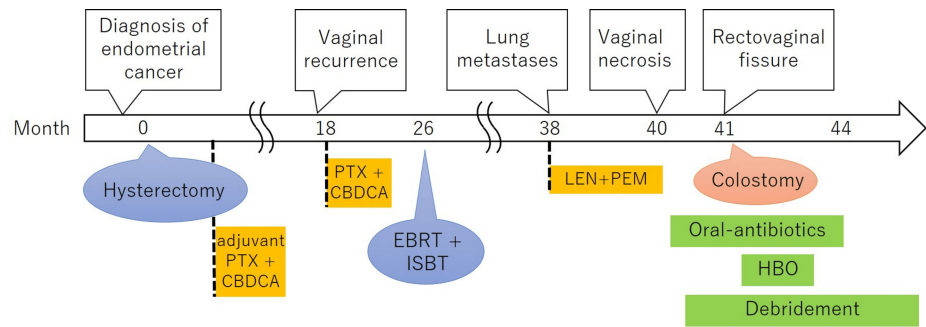 Diagnosis of
endometrial
cancer
Vaginal
recurrence
Lung
metastases
Vaginal
necrosis
Rectovaginal
fissure
Month 0 18 26 38 40 41 44
Hysterectomy
adjuvant
PTX +
CBDCA
PTX +
CBDCA
EBRT +
ISBT
LEN+PEM
Colostomy
Oral-antibiotics
HBO
Debridement